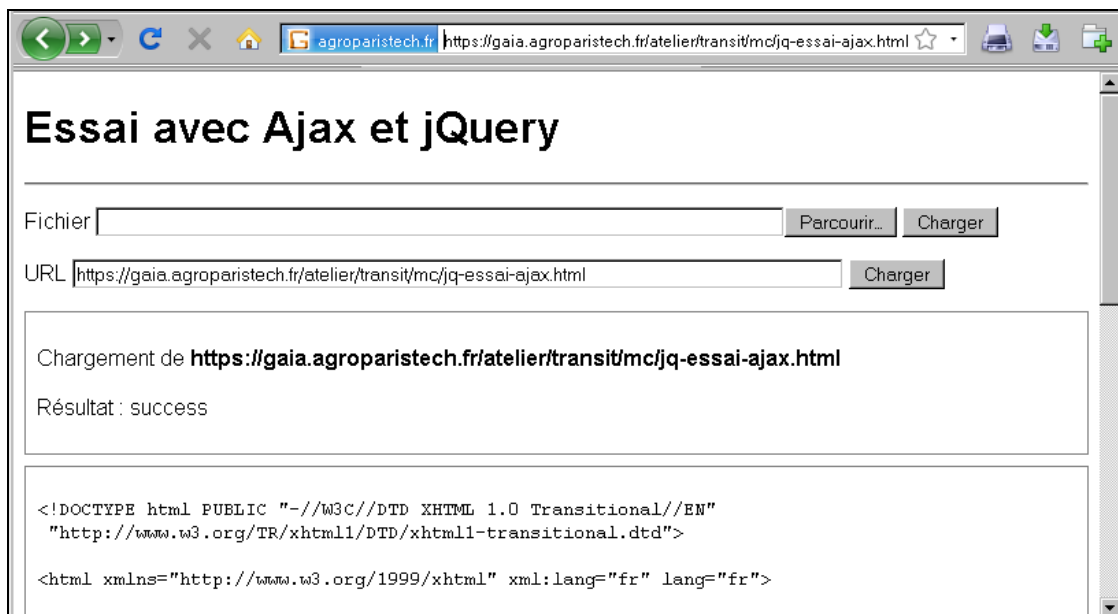 agroparistech.fr https://gaia.agroparistech.fr/atelier/transit/mc/jq-essai-ajax.html
Essai avec Ajax et jQuery
Fichier Parcourir... Charger
URL https://gaia.agroparistech.fr/atelier/transit/mc/jq-essai-ajax.html Charger
Chargement de https://gaia.agroparistech.fr/atelier/transit/mc/jq-essai-ajax.html
Résultat : success
<!DOCTYPE html PUBLIC "-//W3C//DTD XHTML 1.0 Transitional//EN"
"http://www.w3.org/TR/xhtml1/DTD/xhtml1-transitional.dtd">
<html xmlns="http://www.w3.org/1999/xhtml" xml:lang="fr" lang="fr">